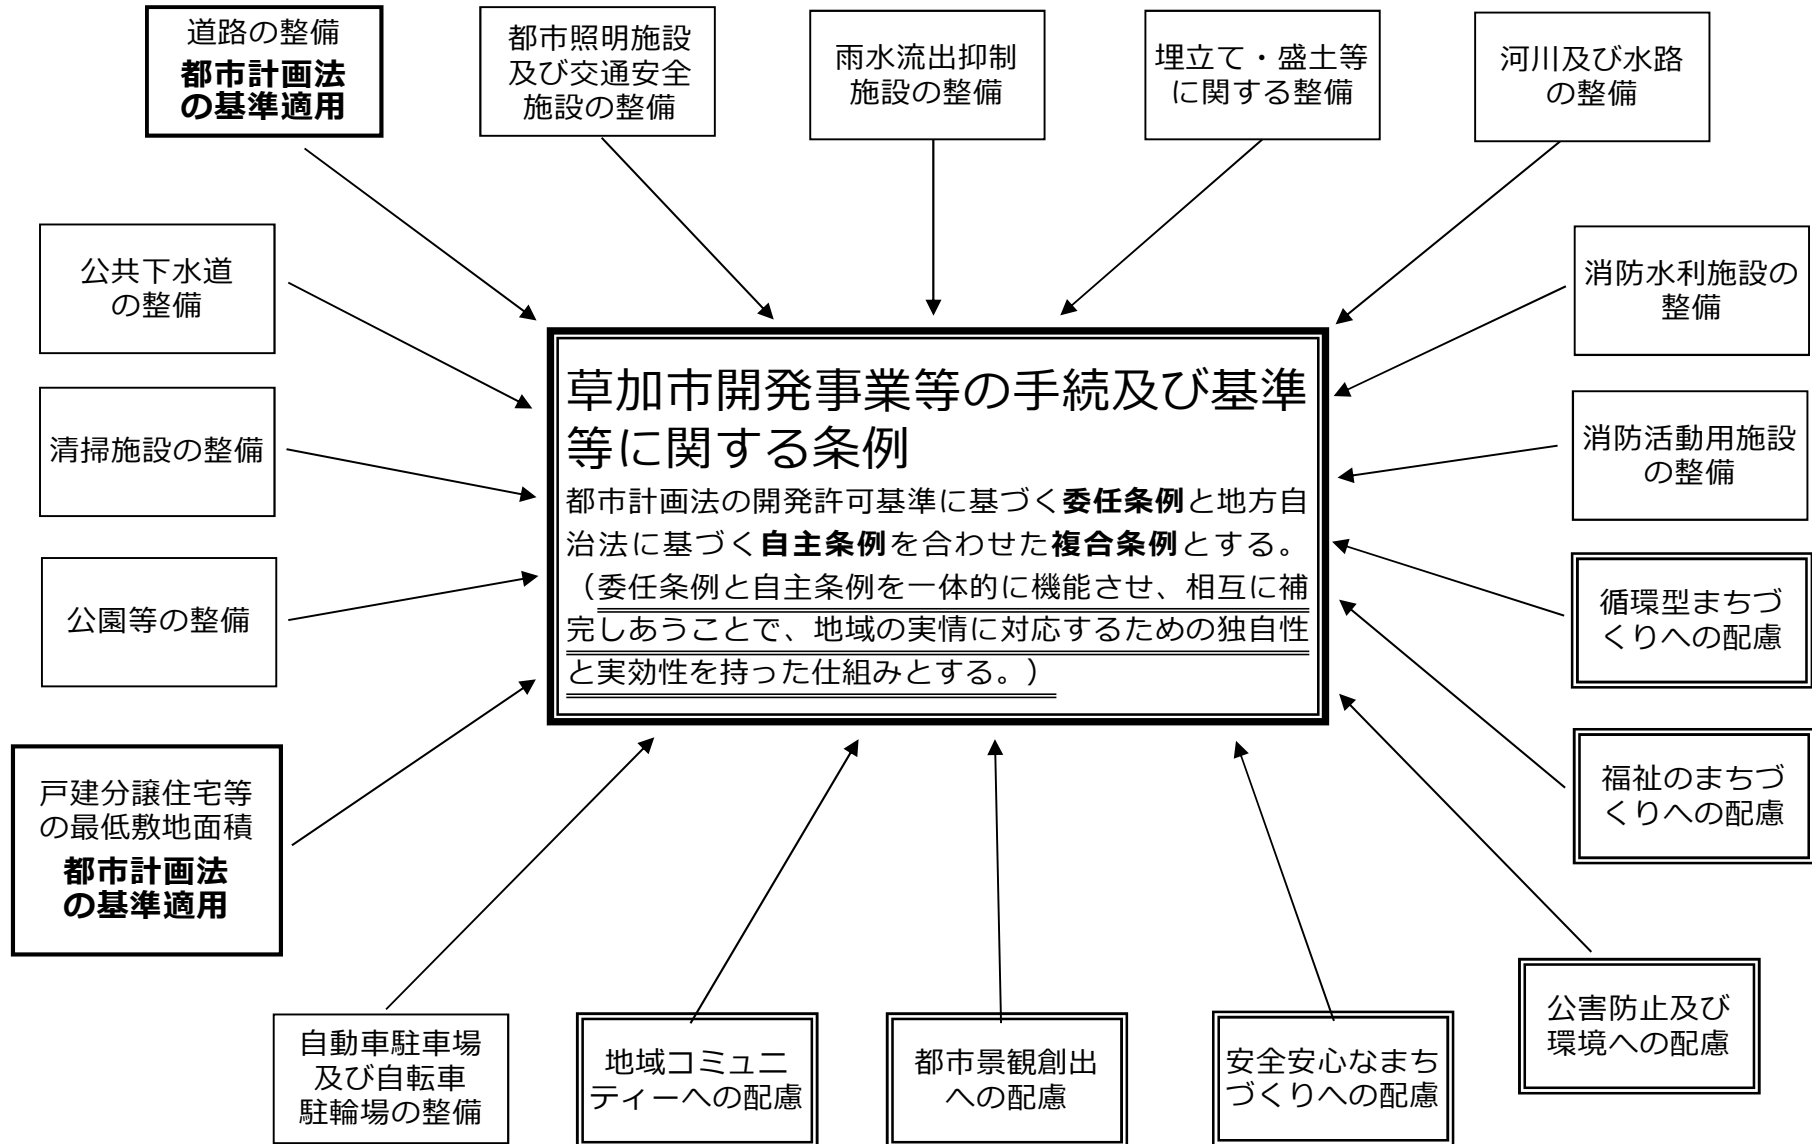 道路の整備
都市計画法
の基準適用
都市照明施設
及び交通安全
施設の整備
雨水流出抑制
施設の整備
埋立て・盛土等
に関する整備
河川及び水路
の整備
公共下水道
の整備
清掃施設の整備
公園等の整備
戸建分譲住宅等
の最低敷地面積
都市計画法
の基準適用
草加市開発事業等の手続及び基準
等に関する条例
都市計画法の開発許可基準に基づく委任条例と地方自
治法に基づく自主条例を合わせた複合条例とする。
（委任条例と自主条例を一体的に機能させ、相互に補
完しあうことで、地域の実情に対応するための独自性
と実効性を持った仕組みとする。）
消防水利施設の
整備
消防活動用施設
の整備
循環型まちづ
くりへの配慮
福祉のまちづ
くりへの配慮
公害防止及び
環境への配慮
自動車駐車場
及び自転車
駐輪場の整備
地域コミュニ
ティーへの配慮
都市景観創出
への配慮
安全安心なまち
づくりへの配慮